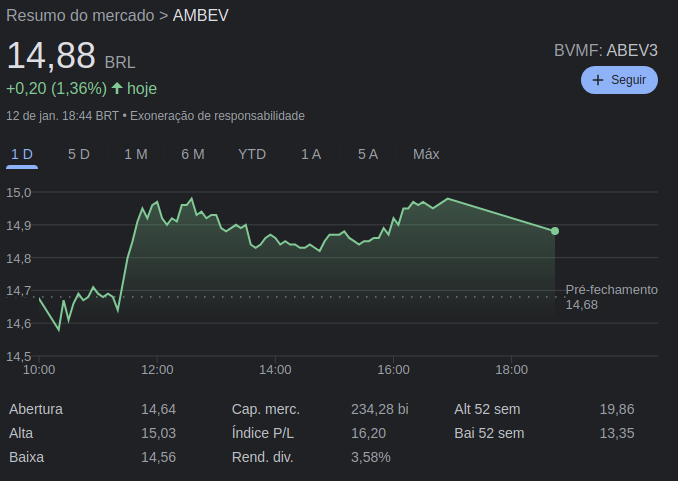 Resumo do mercado > AMBEV
14,88 BRL
BVMF: ABEV3
+0,20 (1,36%) ↑ hoje
+ Seguir
12 de jan. 18:44 BRT • Exoneração de responsabilidade
1 D 5 D 1 M 6 M YTD 1 A 5 A Máx
15,0
14,9
14,8
14,7
14,6
14,5
Pré-fechamento
14,68
10:00 12:00 14:00 16:00 18:00
Abertura 14,64 Cap. merc. 234,28 bi Alt 52 sem 19,86
Alta 15,03 Índice P/L 16,20 Bai 52 sem 13,35
Baixa 14,56 Rend. div. 3,58%